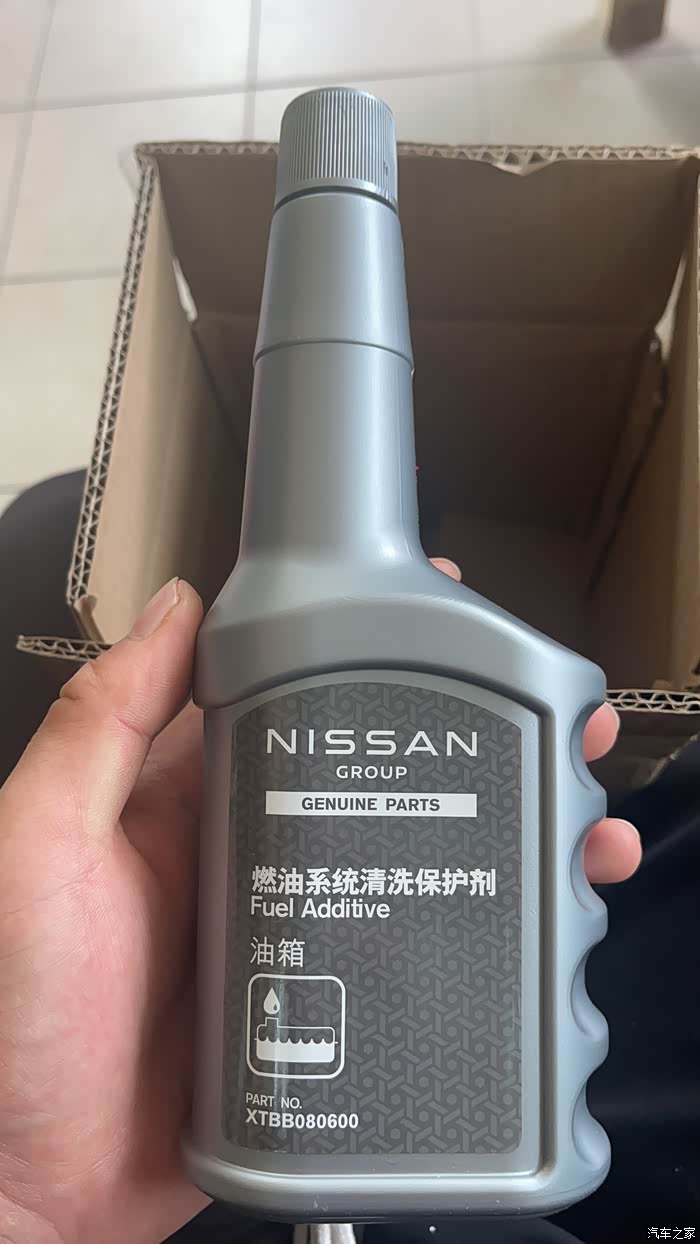 NISSAN
GROUP
GENUINE PARTS
燃油系统清洗保护剂
Fuel Additive
油箱
PART NO.
XTBB080600
汽车之家